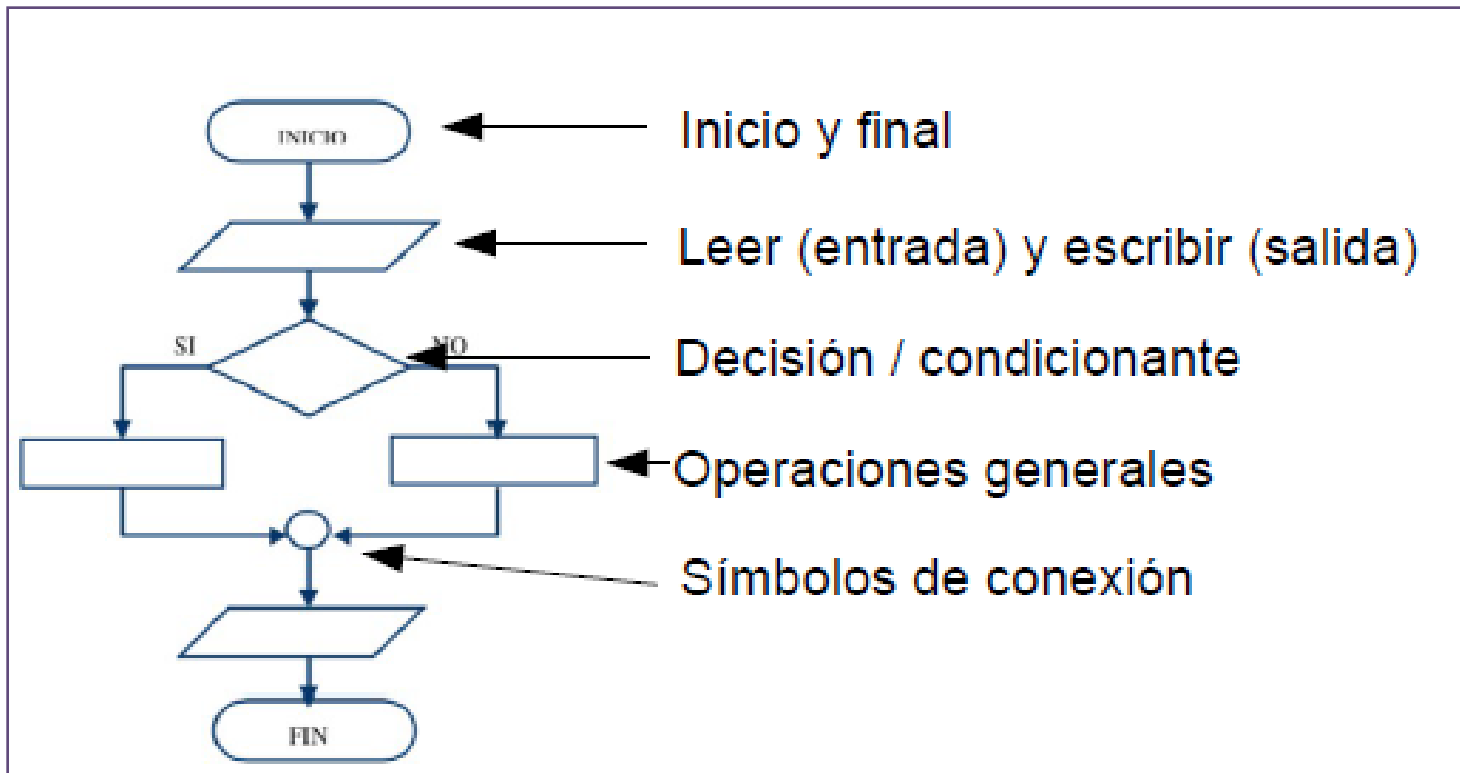 INICIO
Inicio y final
Leer (entrada) y escribir (salida)
SI
NO
Decisión / condicionante
Operaciones generales
Símbolos de conexión
FIN